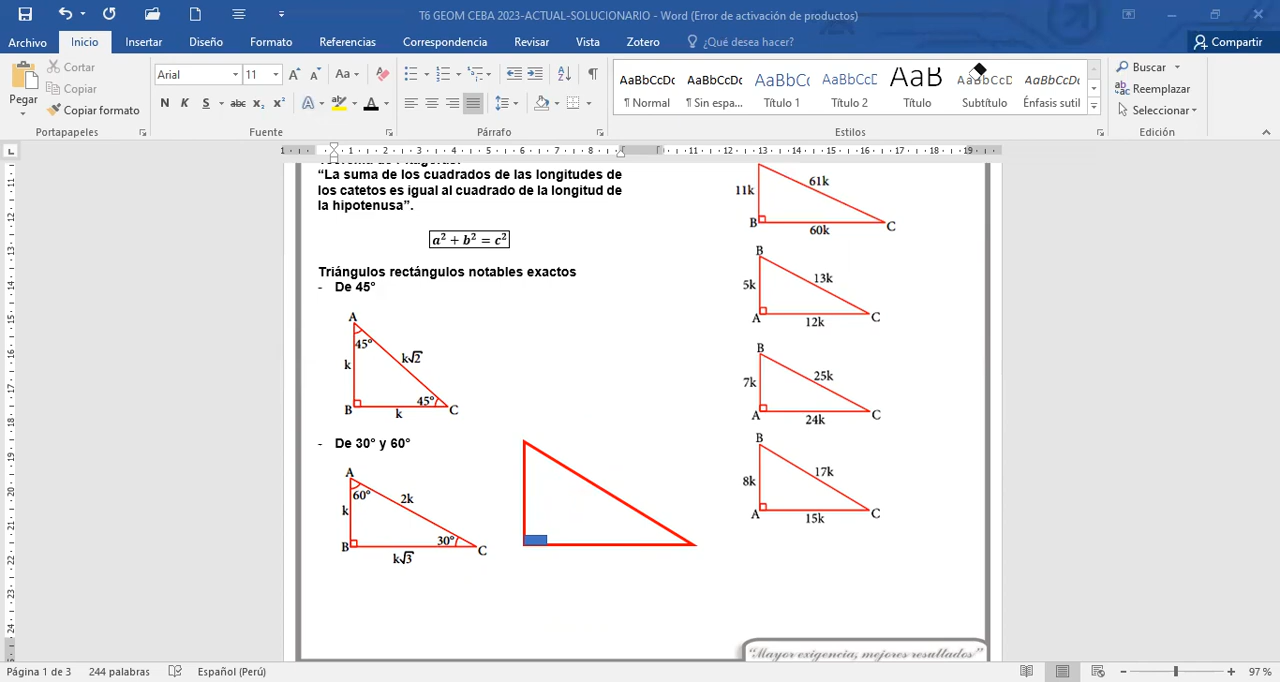 T6 GEOM CEBA 2023-ACTUAL-SOLUCIONARIO - Word (Error de activación de productos)
Archivo Inicio Insertar Diseño Formato Referencias Correspondencia Revisar Vista Zotero ¿Qué desea hacer? Compartir
Pegar
Cortar
Copiar
Copiar formato
Portapapeles
Arial 11
Aa
N K S abc x₂ x²
A A
Fuente
Párrafo
AaBbCcDc AaBbCcDc AaBbC( AaBbCcD AaB AaBbCcD AaBbCcDc
¶ Normal ¶ Sin espa... Título 1 Título 2 Título Subtítulo Énfasis sutil
Estilos
Buscar
Reemplazar
Seleccionar
Edición
“La suma de los cuadrados de las longitudes de
los catetos es igual al cuadrado de la longitud de
la hipotenusa”.
a² + b² = c²
Triángulos rectángulos notables exactos
- De 45°
A
45°
k
k√2
B
45°
C
k
- De 30° y 60°
A
60°
2k
k
B
30°
C
k√3
61k
11k
B
C
60k
B
13k
5k
A
C
12k
B
25k
7k
A
C
24k
B
17k
8k
A
C
15k
“Mayor exigencia, mejores resultados”
Página 1 de 3 244 palabras Español (Perú) 97 %